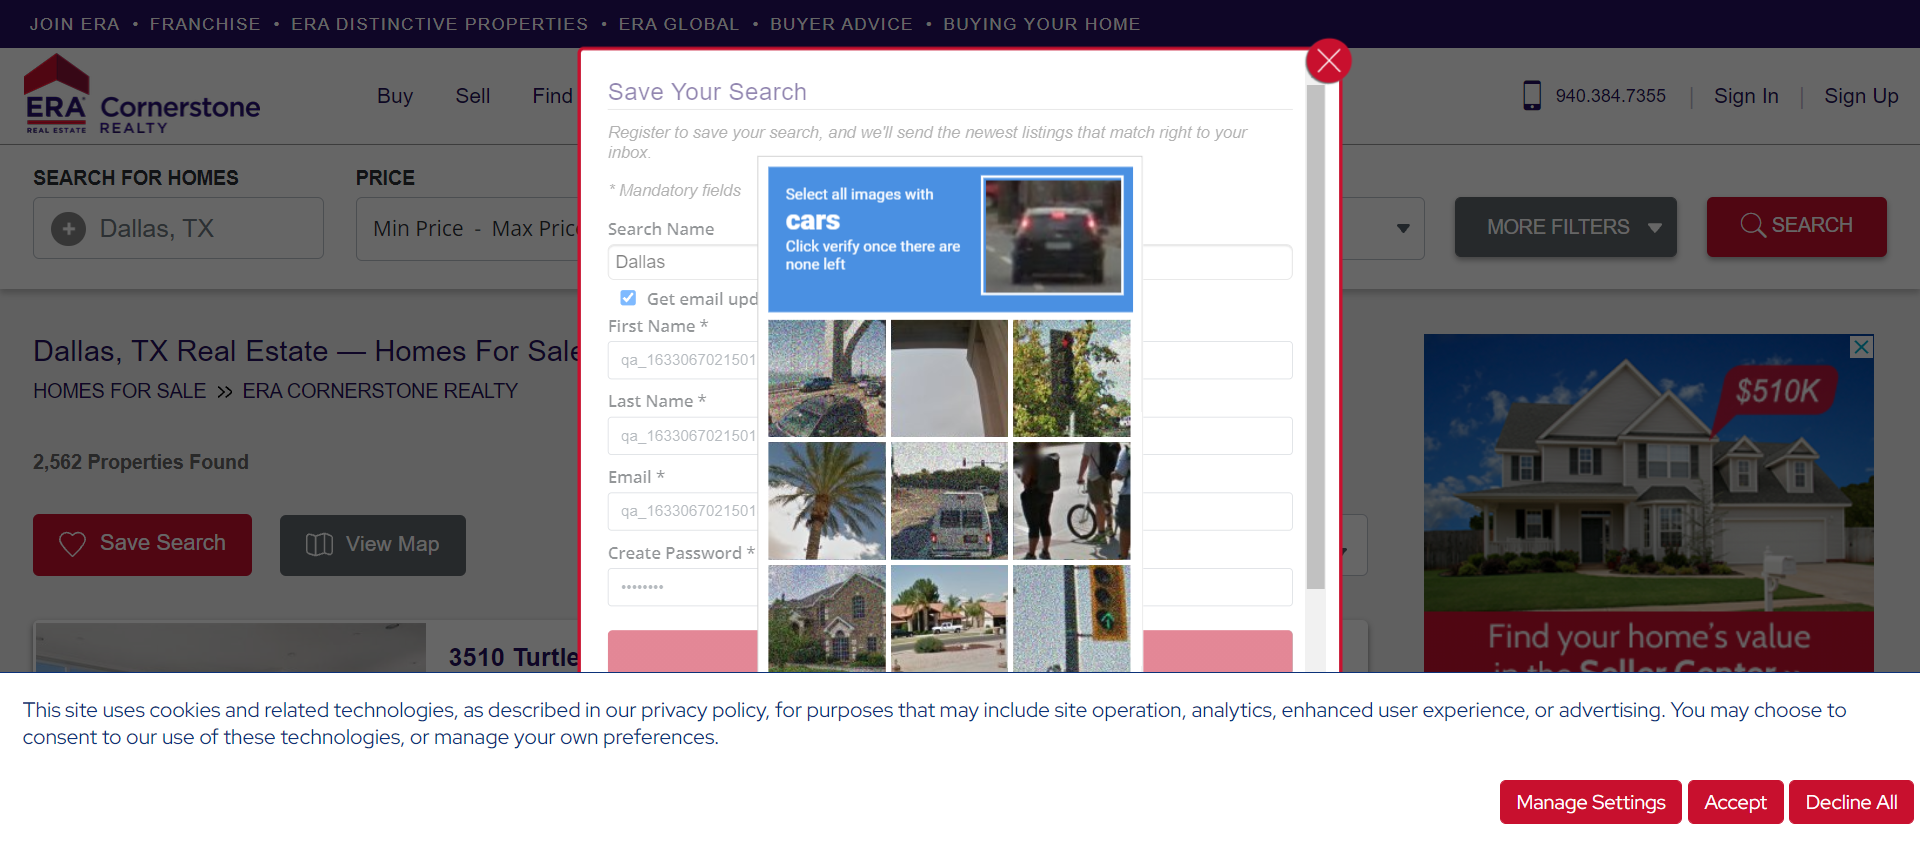 JOIN ERA • FRANCHISE • ERA DISTINCTIVE PROPERTIES • ERA GLOBAL • BUYER ADVICE • BUYING YOUR HOME
ERA
REAL ESTATE
Cornerstone
REALTY
Buy Sell Find
940.384.7355 | Sign In | Sign Up
SEARCH FOR HOMES
Dallas, TX
PRICE
Min Price - Max Price
MORE FILTERS
SEARCH
Dallas, TX Real Estate — Homes For Sale
HOMES FOR SALE » ERA CORNERSTONE REALTY
2,562 Properties Found
Save Search
View Map
3510 Turtle
Save Your Search
Register to save your search, and we'll send the newest listings that match right to your
inbox.
* Mandatory fields
Search Name
Dallas
Get email upd
First Name *
qa_1633067021501
Last Name *
qa_1633067021501
Email *
qa_1633067021501
Create Password *
••••••••
Select all images with
cars
Click verify once there are
none left
$510K
Find your home's value
in the Seller Center
This site uses cookies and related technologies, as described in our privacy policy, for purposes that may include site operation, analytics, enhanced user experience, or advertising. You may choose to
consent to our use of these technologies, or manage your own preferences.
Manage Settings
Accept
Decline All